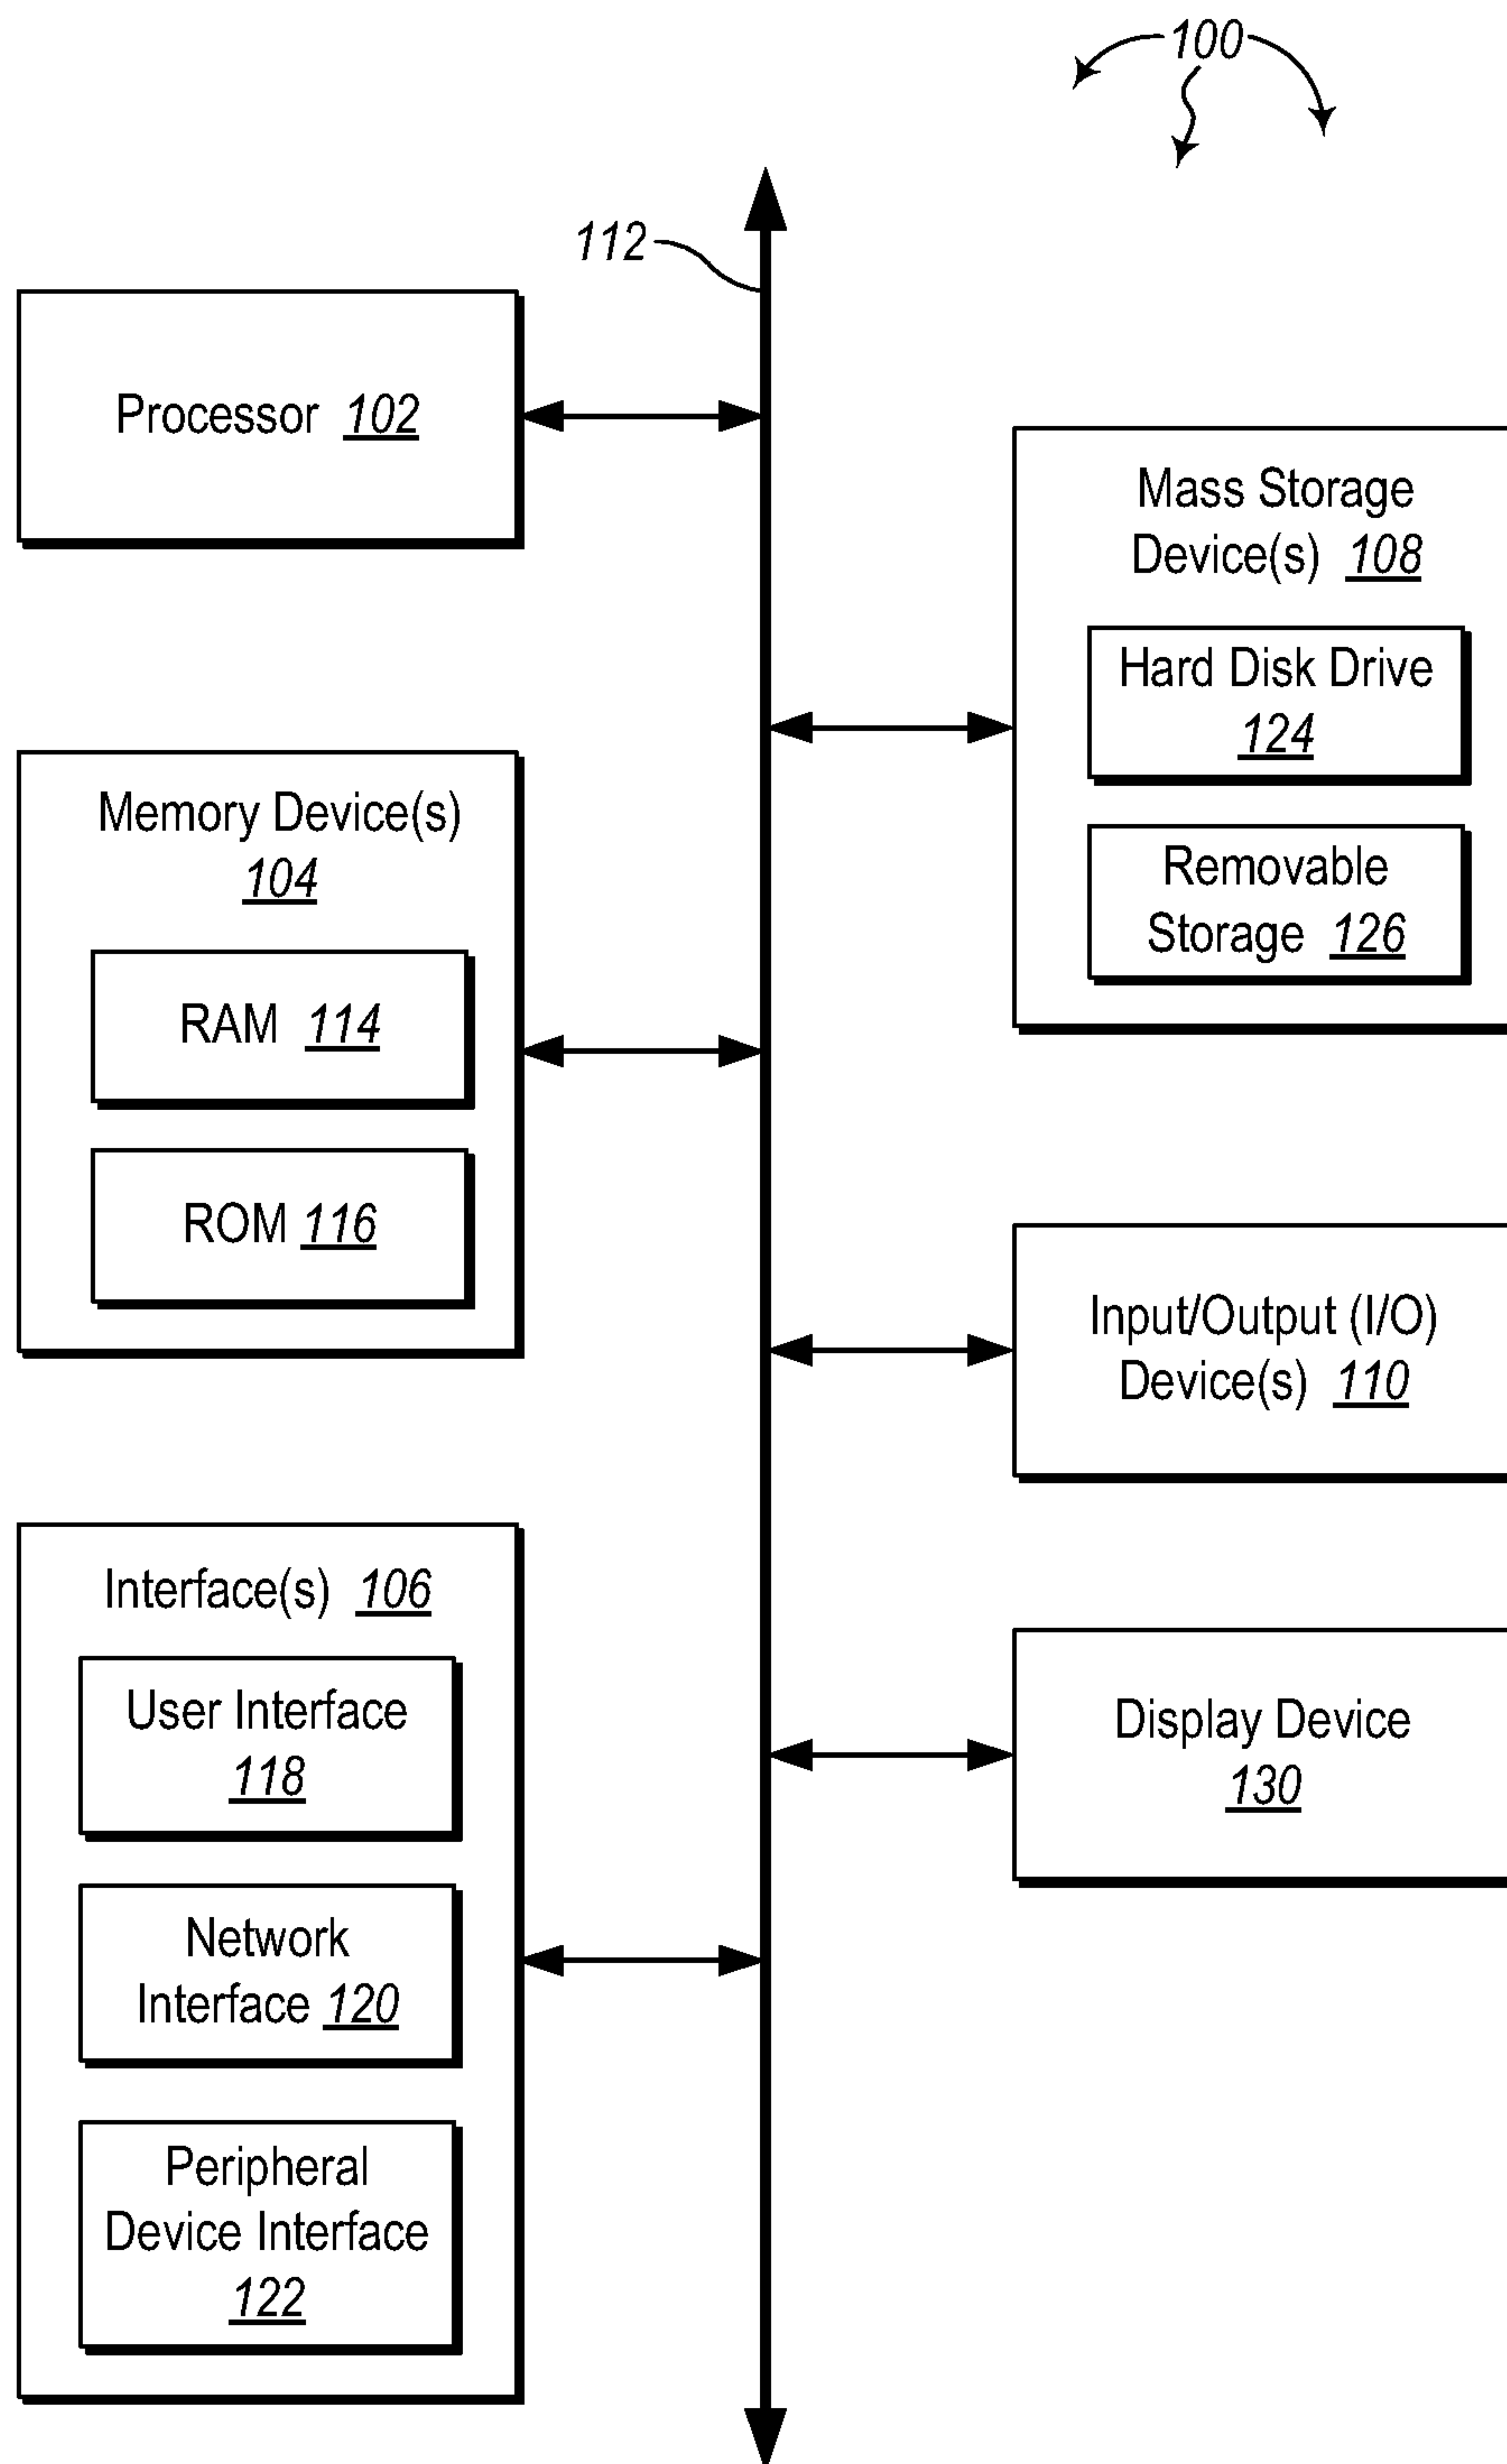 100
112
Processor 102
Memory Device(s)
104
RAM 114
ROM 116
Interface(s) 106
User Interface
118
Network
Interface 120
Peripheral
Device Interface
122
Mass Storage
Device(s) 108
Hard Disk Drive
124
Removable
Storage 126
Input/Output (I/O)
Device(s) 110
Display Device
130